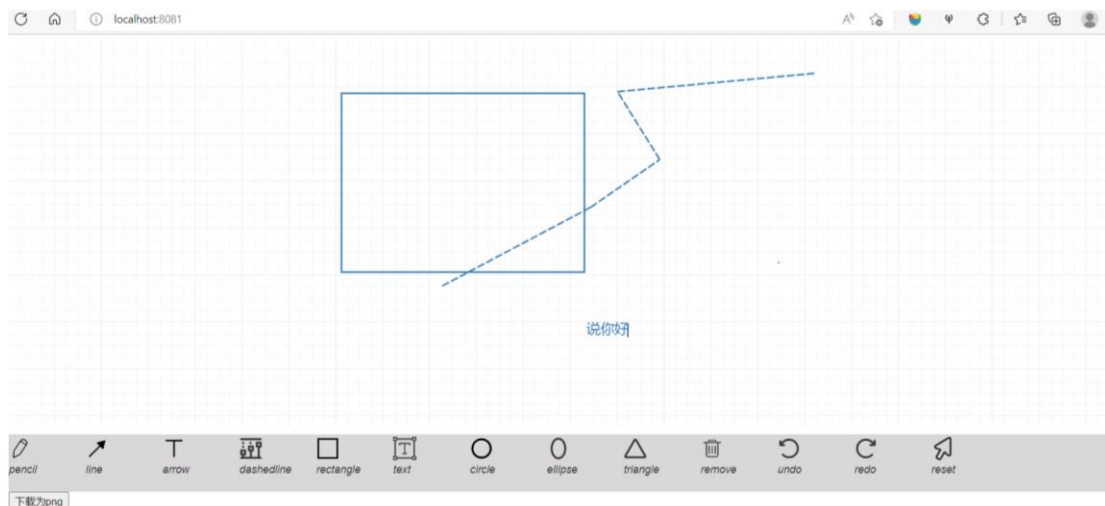 localhost:8081
说你好
pencil line arrow dashedline rectangle text circle ellipse triangle remove undo redo reset
下载为png